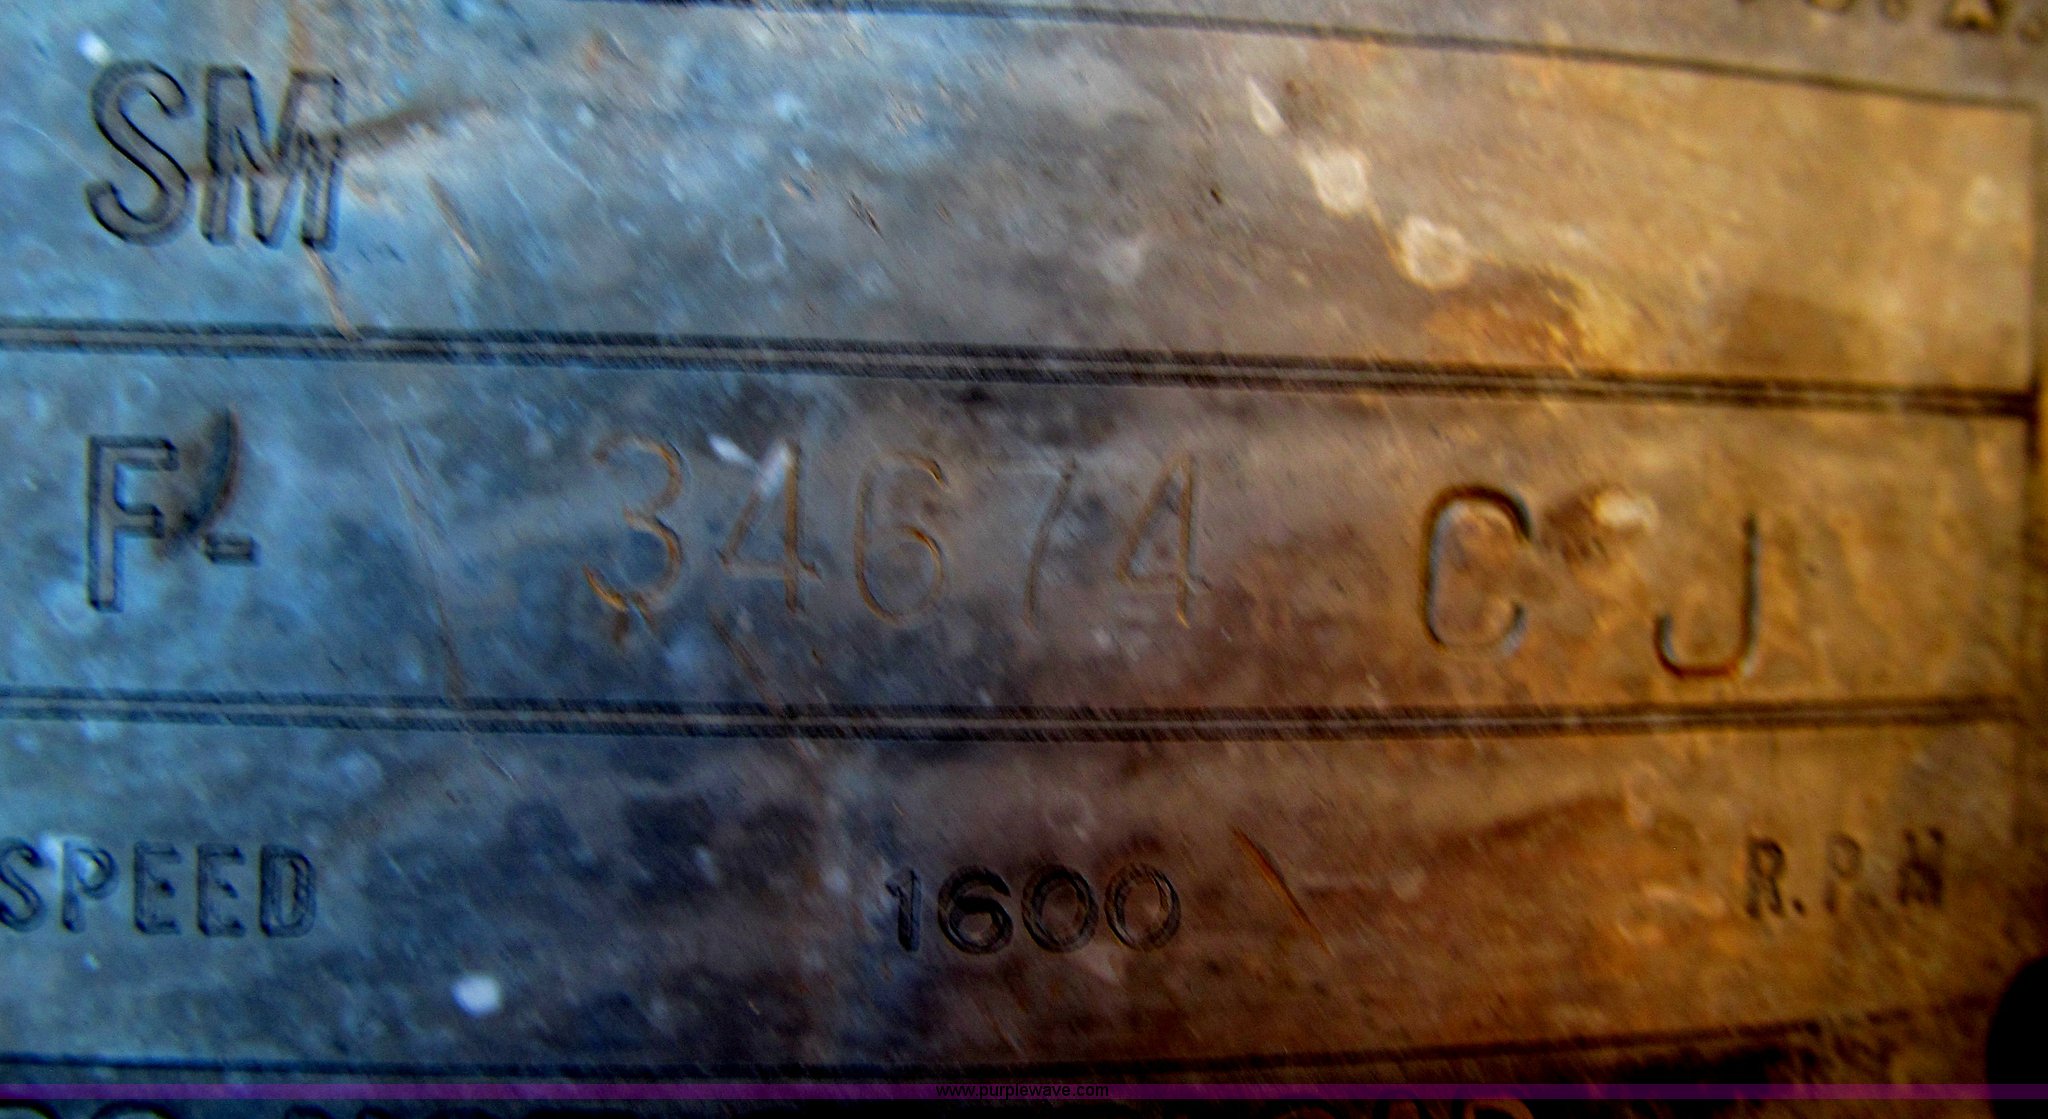 SM
F- 34674 C J
SPEED 1600 R.P.M
www.purplewave.com